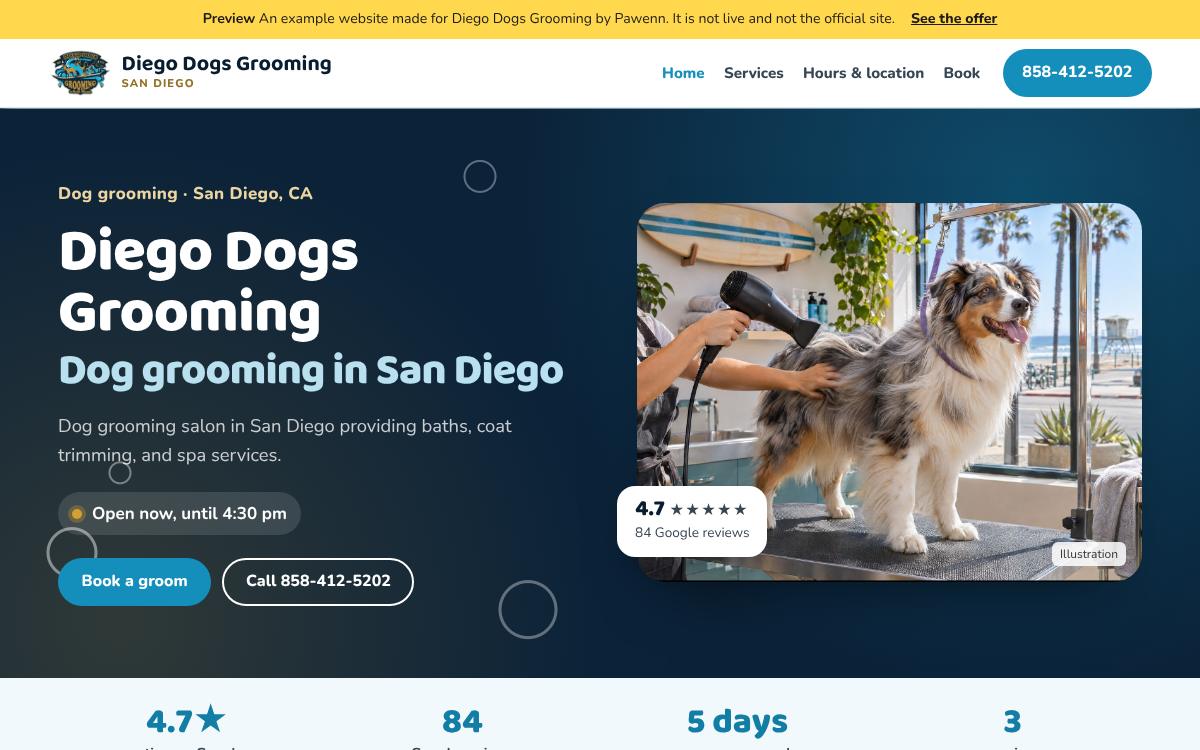 Preview An example website made for Diego Dogs Grooming by Pawenn. It is not live and not the official site. See the offer
GROOMING
Diego Dogs Grooming
SAN DIEGO
Home
Services
Hours & location
Book
858-412-5202
Dog grooming · San Diego, CA
Diego Dogs
Grooming
Dog grooming in San Diego
Dog grooming salon in San Diego providing baths, coat
trimming, and spa services.
Open now, until 4:30 pm
Book a groom
Call 858-412-5202
4.7 ★★★★★
84 Google reviews
Illustration
4.7★
84
5 days
3